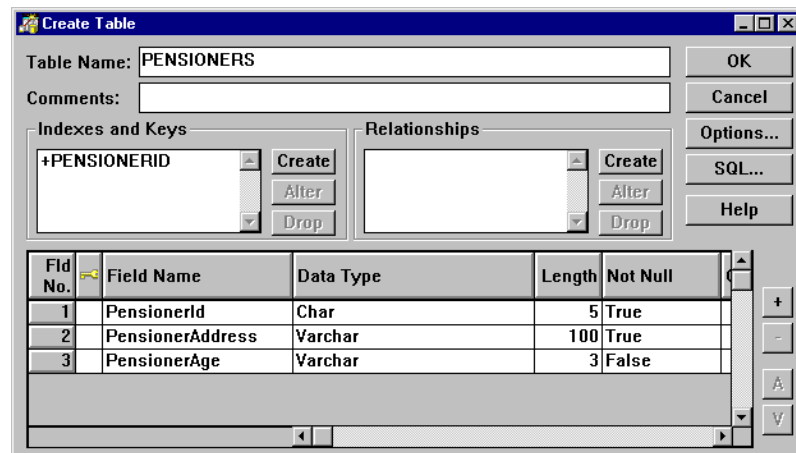 Create Table
Table Name: PENSIONERS
OK
Comments:
Cancel
Indexes and Keys
Relationships
Options...
+PENSIONERID
Create
Create
SQL...
Alter
Alter
Drop
Drop
Help
Fld No. Field Name Data Type Length Not Null
1 PensionerId Char 5 True
2 PensionerAddress Varchar 100 True
3 PensionerAge Varchar 3 False
+
-
A
V